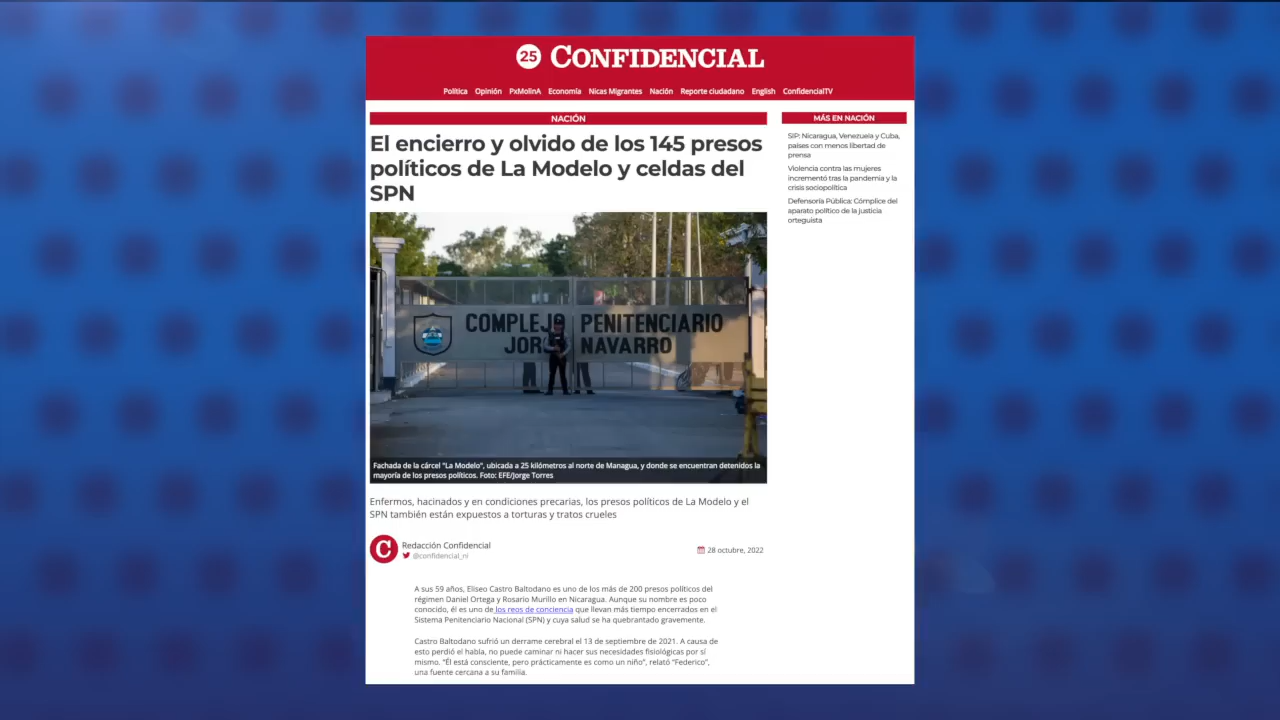 25 CONFIDENCIAL
Política Opinión PxMolinA Economía Nicas Migrantes Nación Reporte ciudadano English ConfidencialTV
NACIÓN
El encierro y olvido de los 145 presos
políticos de La Modelo y celdas del
SPN
COMPLEJO PENITENCIARIO
JOR NAVARRO
Fachada de la cárcel "La Modelo", ubicada a 25 kilómetros al norte de Managua, y donde se encuentran detenidos la
mayoría de los presos políticos. Foto: EFE/Jorge Torres
Enfermos, hacinados y en condiciones precarias, los presos políticos de La Modelo y el
SPN también están expuestos a torturas y tratos crueles
C
Redacción Confidencial
@confidencial_ni
28 octubre, 2022
A sus 59 años, Eliseo Castro Baltodano es uno de los más de 200 presos políticos del
régimen Daniel Ortega y Rosario Murillo en Nicaragua. Aunque su nombre es poco
conocido, él es uno de los reos de conciencia que llevan más tiempo encerrados en el
Sistema Penitenciario Nacional (SPN) y cuya salud se ha quebrantado gravemente.
Castro Baltodano sufrió un derrame cerebral el 13 de septiembre de 2021. A causa de
esto perdió el habla, no puede caminar ni hacer sus necesidades fisiológicas por sí
mismo. "Él está consciente, pero prácticamente es como un niño", relató "Federico",
una fuente cercana a su familia.
MÁS EN NACIÓN
SIP: Nicaragua, Venezuela y Cuba,
países con menos libertad de
prensa
Violencia contra las mujeres
incrementó tras la pandemia y la
crisis sociopolítica
Defensoría Pública: Cómplice del
aparato político de la justicia
orteguista